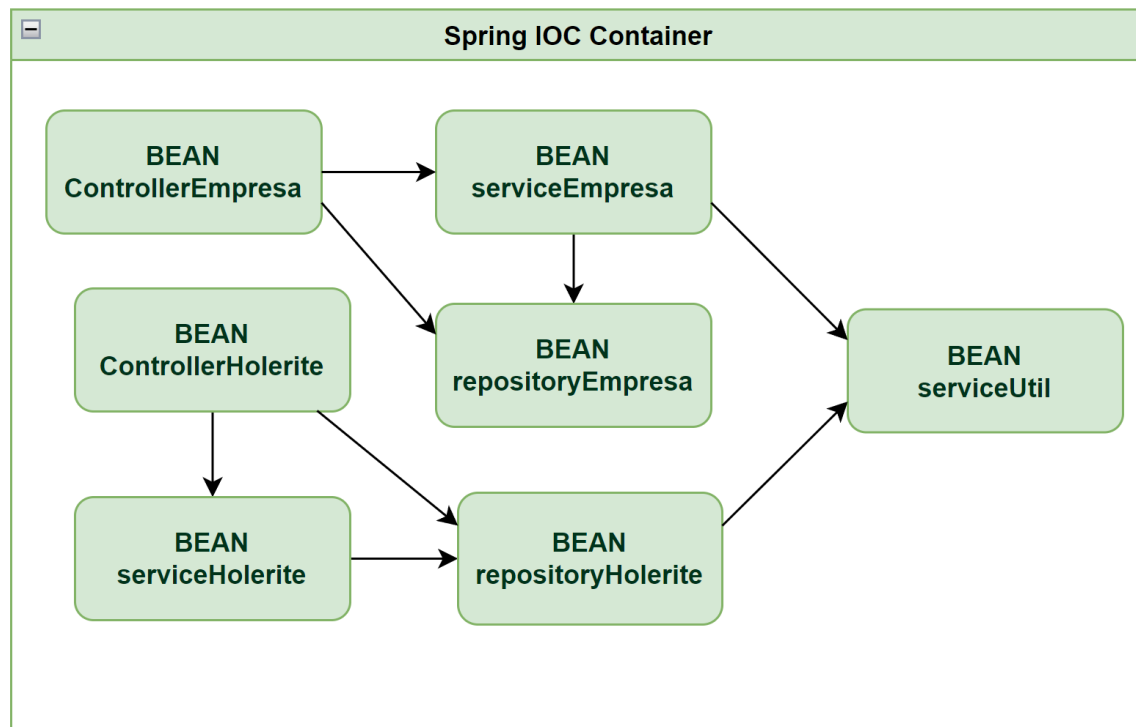 Spring IOC Container
BEAN
ControllerEmpresa
BEAN
serviceEmpresa
BEAN
ControllerHolerite
BEAN
repositoryEmpresa
BEAN
serviceUtil
BEAN
serviceHolerite
BEAN
repositoryHolerite